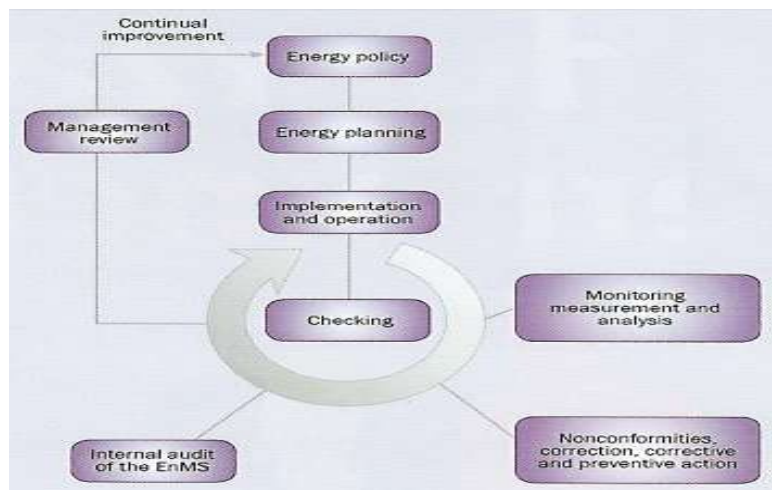 Continual
improvement
Energy policy
Management
review
Energy planning
Implementation
and operation
Checking
Monitoring
measurement and
analysis
Internal audit
of the EnMS
Nonconformities,
correction, corrective
and preventive action